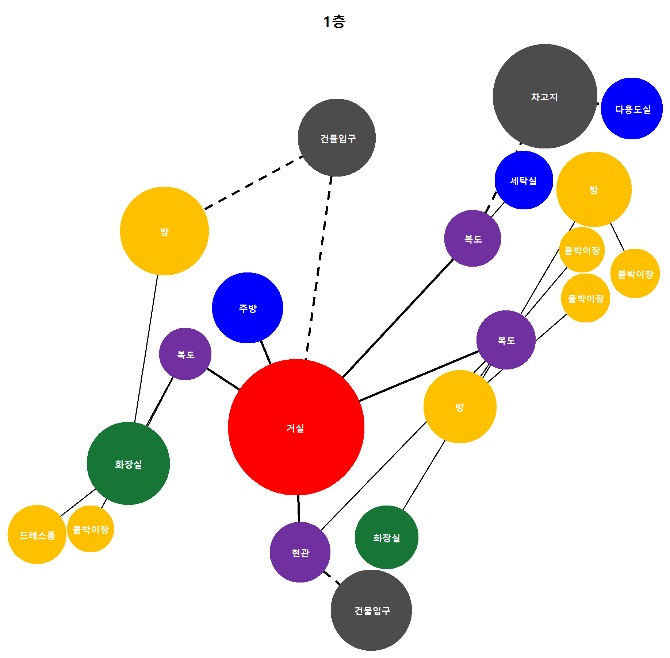 1층
차고지
다용도실
건물입구
세탁실
방
방
복도
붙박이장
붙박이장
붙박이장
주방
복도
복도
방
거실
화장실
드레스룸
붙박이장
화장실
현관
건물입구